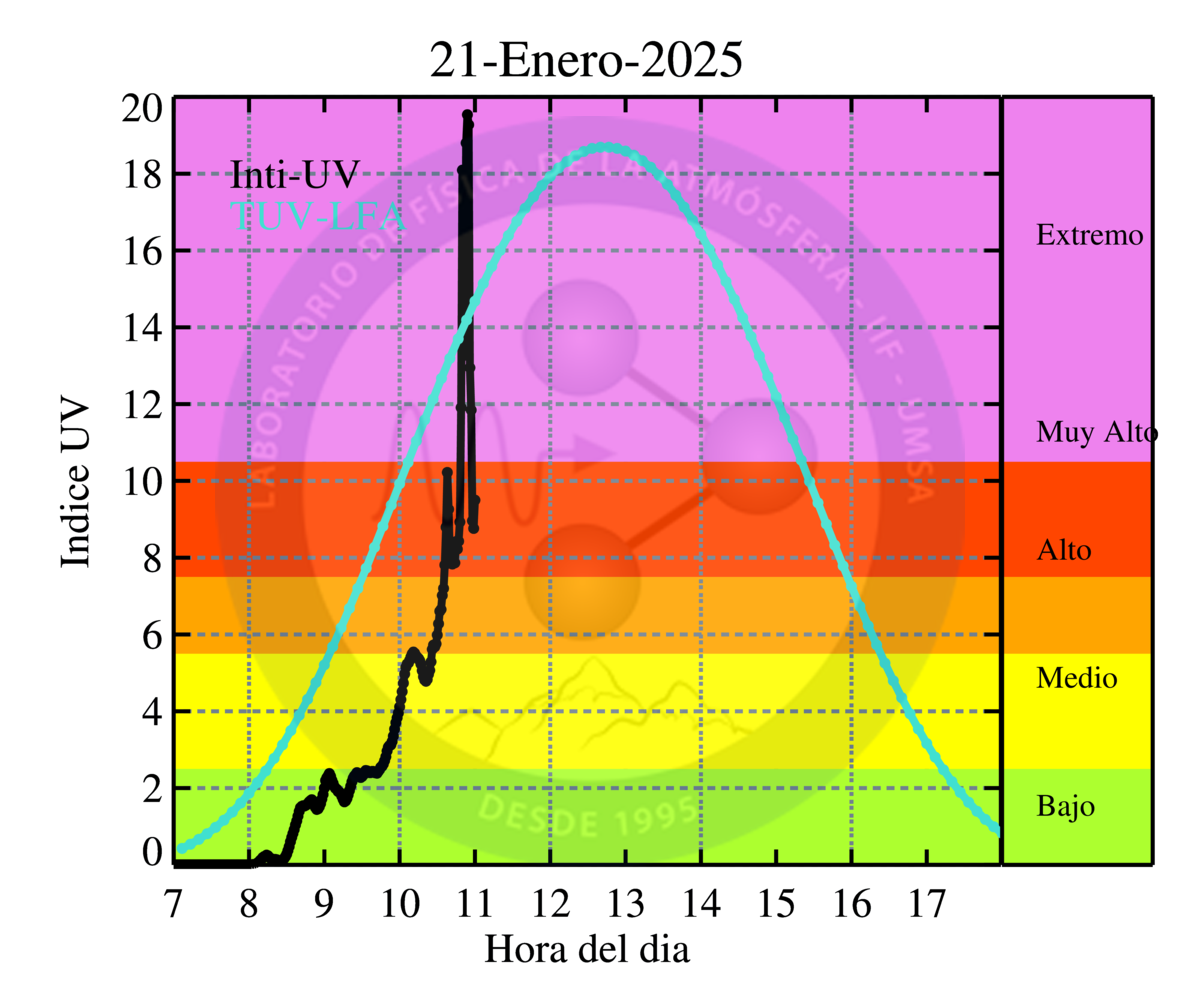 21-Enero-2025
Inti-UV
TUV-LFA
LABORATORIO DE FÍSICA DE LA ATMÓSFERA - IIF - UMSA
DESDE 1995
Indice UV
20
18
16
14
12
10
8
6
4
2
0
Extremo
Muy Alto
Alto
Medio
Bajo
7 8 9 10 11 12 13 14 15 16 17
Hora del dia